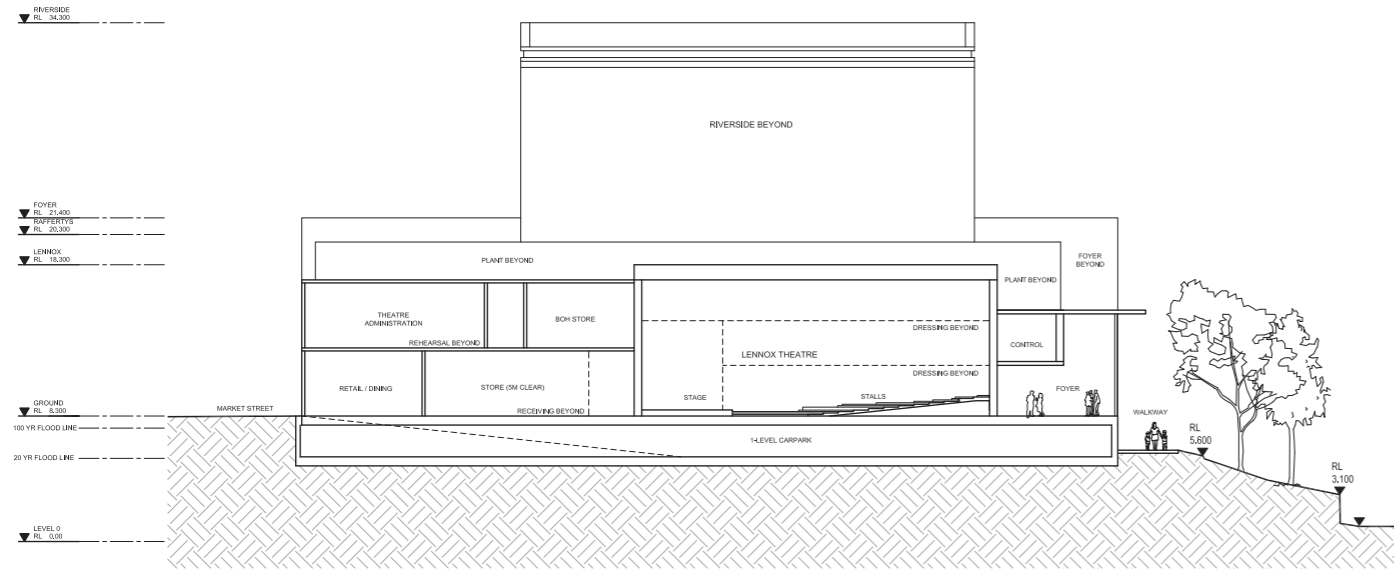 RIVERSIDE
RL 34.300
RIVERSIDE BEYOND
FOYER
RL 21.400
RAFFERTYS
RL 20.300
LENNOX
RL 18.300
PLANT BEYOND
FOYER
BEYOND
PLANT BEYOND
THEATRE
ADMINISTRATION
BOH STORE
DRESSING BEYOND
REHEARSAL BEYOND
CONTROL
LENNOX THEATRE
DRESSING BEYOND
RETAIL / DINING
STORE (5M CLEAR)
STAGE
STALLS
FOYER
RECEIVING BEYOND
GROUND
RL 8.300
MARKET STREET
WALKWAY
100 YR FLOOD LINE
RL
5.600
1-LEVEL CARPARK
20 YR FLOOD LINE
RL
3.100
LEVEL 0
RL 0.00